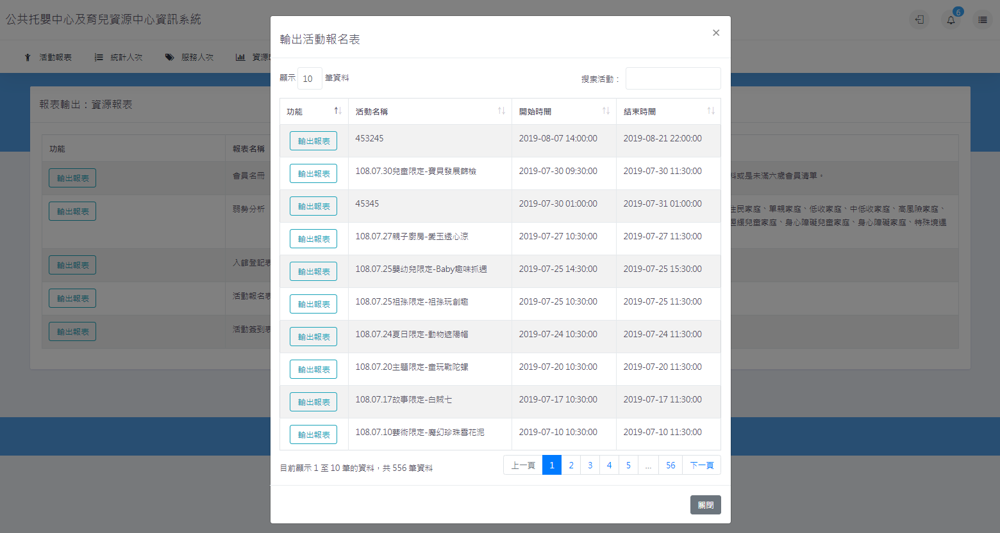 公共托嬰中心及育兒資源中心資訊系統
6
活動報表 統計人次 服務人次 資源
報表輸出：資源報表
功能 報表名稱
輸出報表 會員名冊 料或是未滿六歲會員清單。
輸出報表 弱勢分析 住民家庭、單親家庭、低收家庭、中低收家庭、高風險家庭、
遲緩兒童家庭、身心障礙兒童家庭、身心障礙家庭、特殊境遇
輸出報表 入館登記表
輸出報表 活動報名表
輸出報表 活動簽到表
輸出活動報名表 ×
顯示 10 筆資料 搜索活動：
功能 活動名稱 開始時間 結束時間
輸出報表 453245 2019-08-07 14:00:00 2019-08-21 22:00:00
輸出報表 108.07.30兒童限定-寶貝發展篩檢 2019-07-30 09:30:00 2019-07-30 11:30:00
輸出報表 45345 2019-07-30 01:00:00 2019-07-31 01:00:00
輸出報表 108.07.27親子廚房-愛玉透心涼 2019-07-27 10:30:00 2019-07-27 11:30:00
輸出報表 108.07.25嬰幼兒限定-Baby趣味抓週 2019-07-25 14:30:00 2019-07-25 15:30:00
輸出報表 108.07.25祖孫限定-祖孫玩創趣 2019-07-25 10:30:00 2019-07-25 11:30:00
輸出報表 108.07.24夏日限定-動物遮陽帽 2019-07-24 10:30:00 2019-07-24 11:30:00
輸出報表 108.07.20主題限定-童玩戰陀螺 2019-07-20 10:30:00 2019-07-20 11:30:00
輸出報表 108.07.17故事限定-白賊七 2019-07-17 10:30:00 2019-07-17 11:30:00
輸出報表 108.07.10藝術限定-魔幻珍珠雪花泥 2019-07-10 10:30:00 2019-07-10 11:30:00
目前顯示 1 至 10 筆的資料，共 556 筆資料 上一頁 1 2 3 4 5 … 56 下一頁
關閉